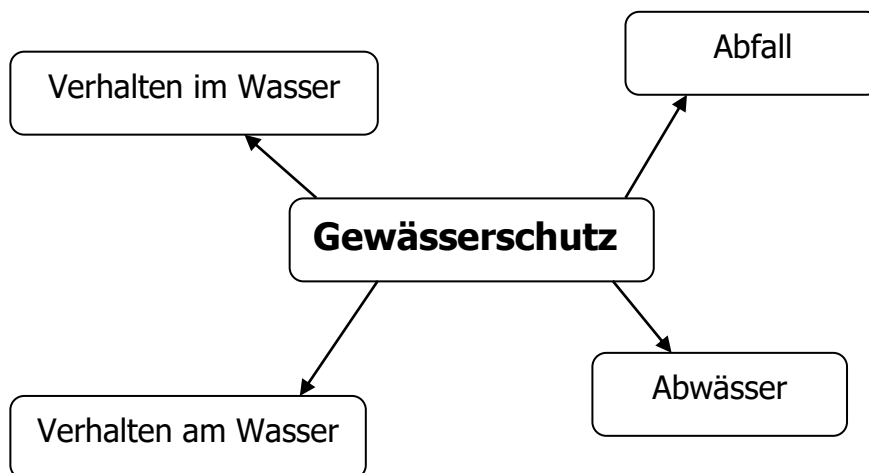 Abfall
Verhalten im Wasser
Gewässerschutz
Abwässer
Verhalten am Wasser